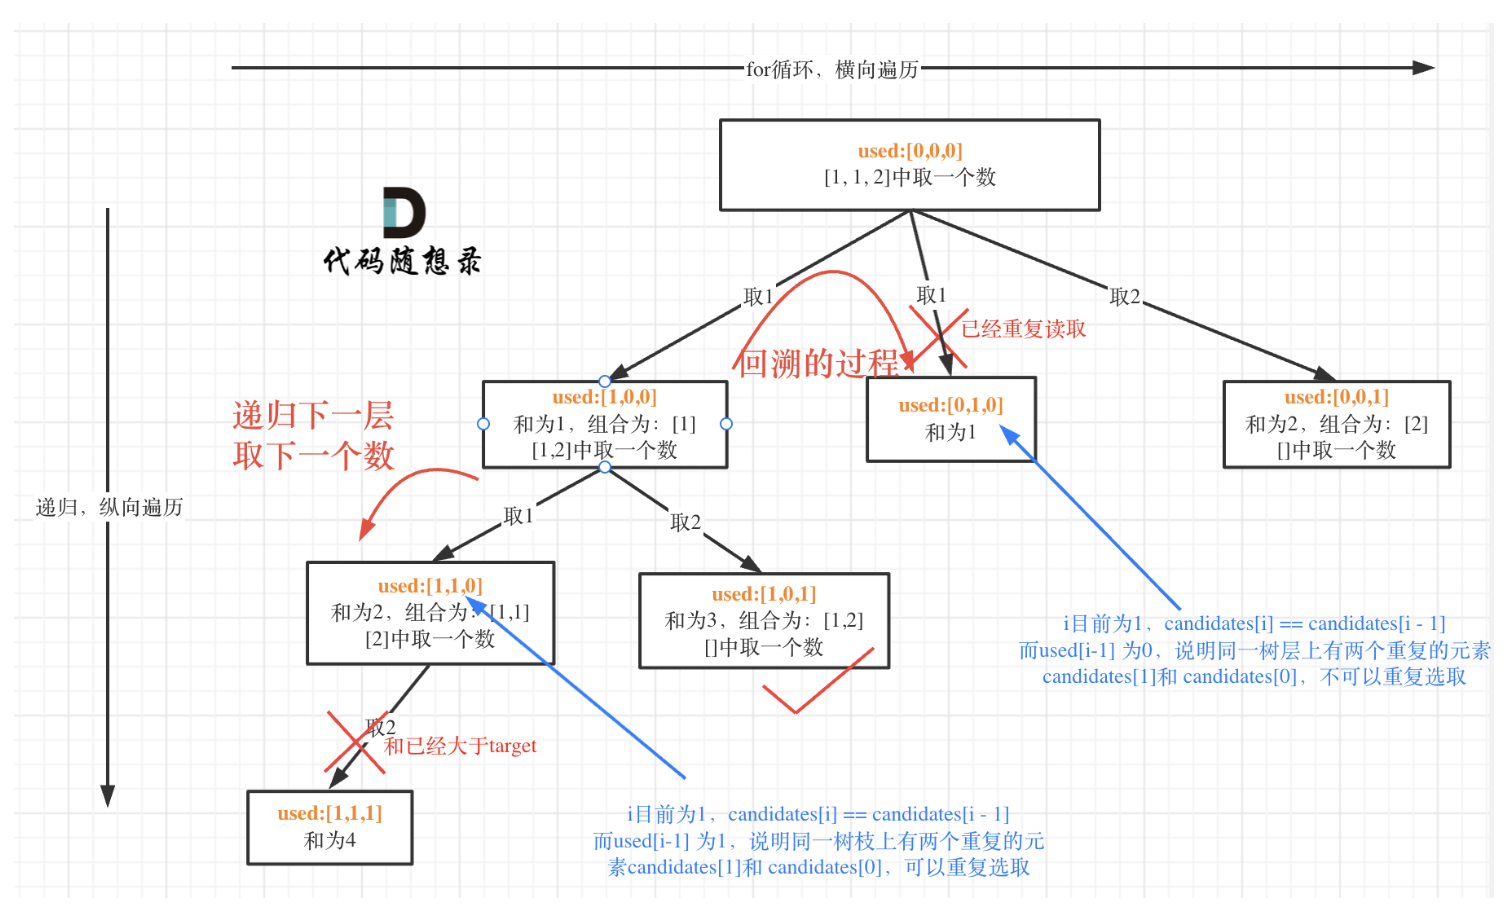 for循环，横向遍历
used:[0,0,0]
[1, 1, 2]中取一个数
代码随想录
取1
取1
取2
已经重复读取
回溯的过程
递归下一层
取下一个数
used:[1,0,0]
和为1，组合为：[1]
[1,2]中取一个数
used:[0,1,0]
和为1
used:[0,0,1]
和为2，组合为：[2]
[]中取一个数
递归，纵向遍历
取1
取2
used:[1,1,0]
和为2，组合为：[1,1]
[2]中取一个数
used:[1,0,1]
和为3，组合为：[1,2]
[]中取一个数
i目前为1，candidates[i] == candidates[i - 1]
而used[i-1] 为0，说明同一树层上有两个重复的元素
candidates[1]和 candidates[0]，不可以重复选取
取2
和已经大于target
used:[1,1,1]
和为4
i目前为1，candidates[i] == candidates[i - 1]
而used[i-1] 为1，说明同一树枝上有两个重复的元
素candidates[1]和 candidates[0]，可以重复选取